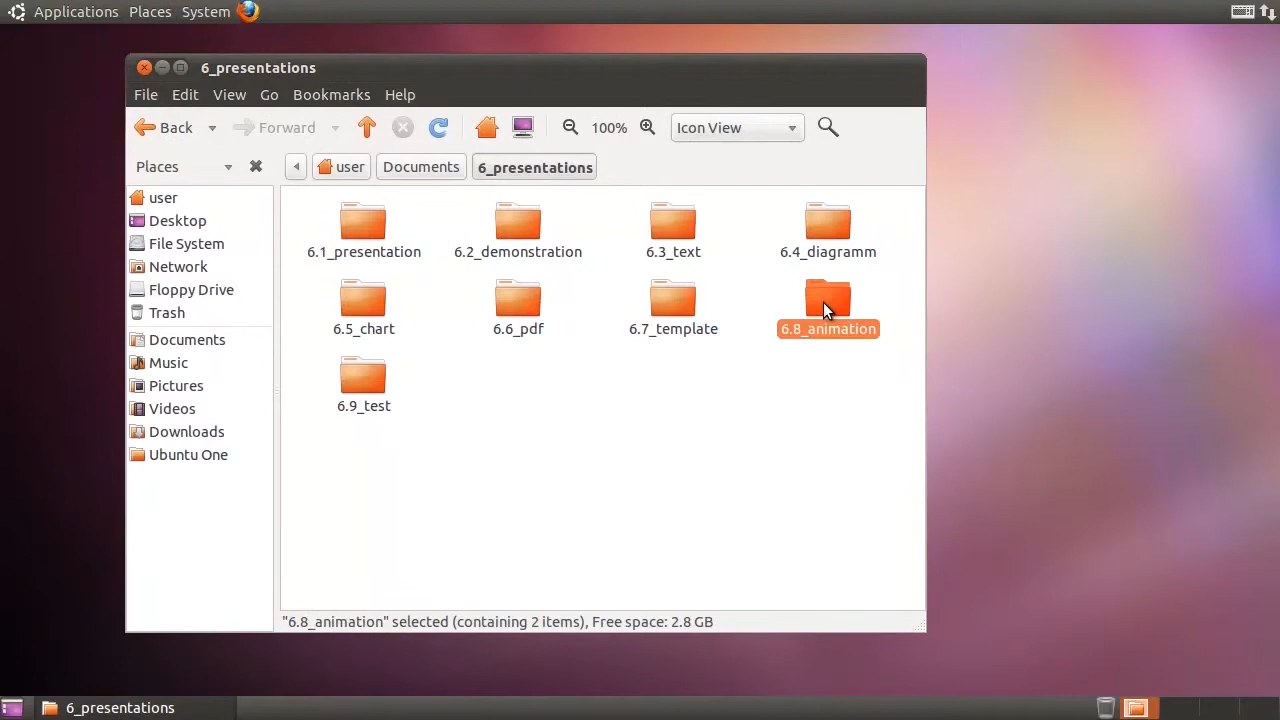 Applications Places System
6_presentations
File Edit View Go Bookmarks Help
Back Forward 100% Icon View
Places user Documents 6_presentations
user
Desktop
File System
Network
Floppy Drive
Trash
Documents
Music
Pictures
Videos
Downloads
Ubuntu One
6.1_presentation 6.2_demonstration 6.3_text 6.4_diagramm
6.5_chart 6.6_pdf 6.7_template 6.8_animation
6.9_test
"6.8_animation" selected (containing 2 items), Free space: 2.8 GB
6_presentations